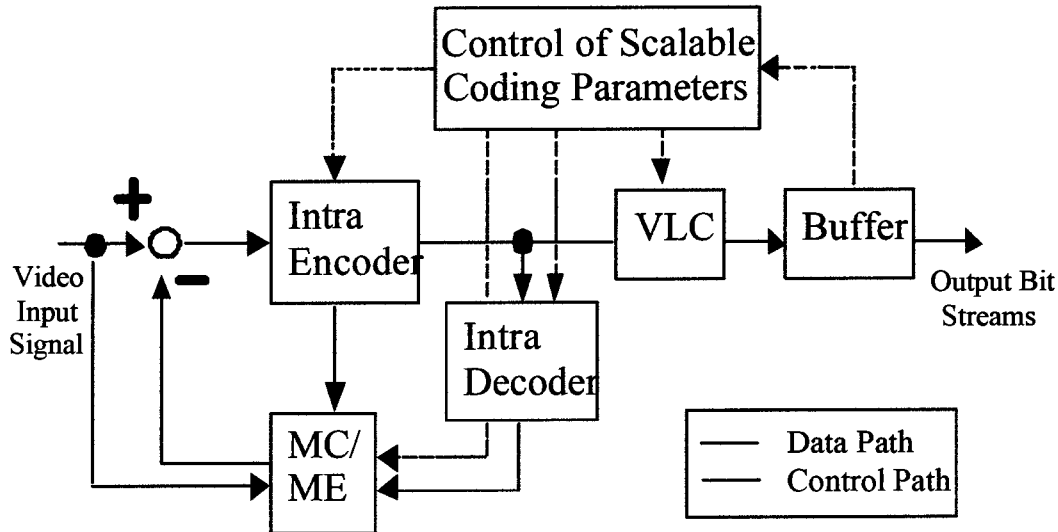 Control of Scalable
Coding Parameters
+
Intra
Encoder
VLC
Buffer
−
Video
Input
Signal
Output Bit
Streams
Intra
Decoder
MC/
ME
Data Path
Control Path